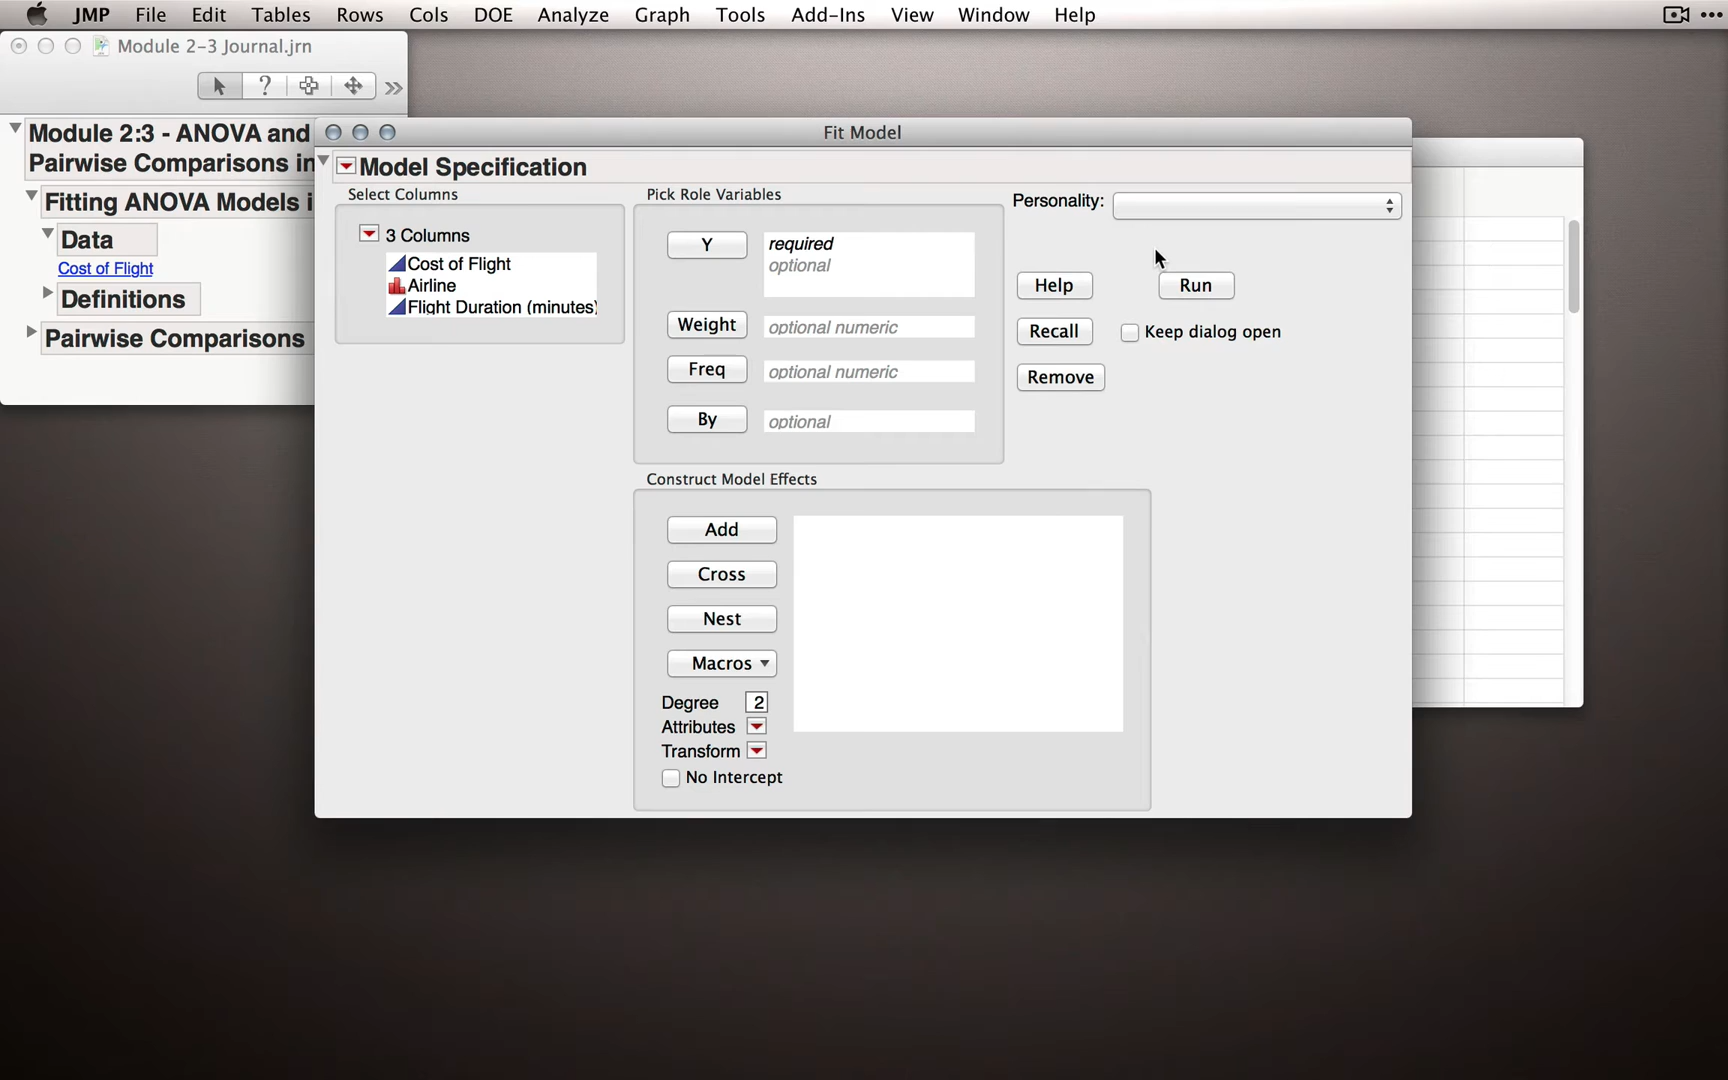 JMP File Edit Tables Rows Cols DOE Analyze Graph Tools Add-Ins View Window Help
Module 2-3 Journal.jrn
?
Module 2:3 - ANOVA and
Pairwise Comparisons in
Fitting ANOVA Models i
Data
Cost of Flight
Definitions
Pairwise Comparisons
Fit Model
Model Specification
Select Columns
3 Columns
Cost of Flight
Airline
Flight Duration (minutes)
Pick Role Variables
Y required
optional
Weight optional numeric
Freq optional numeric
By optional
Personality:
Help Run
Recall Keep dialog open
Remove
Construct Model Effects
Add
Cross
Nest
Macros
Degree 2
Attributes
Transform
No Intercept